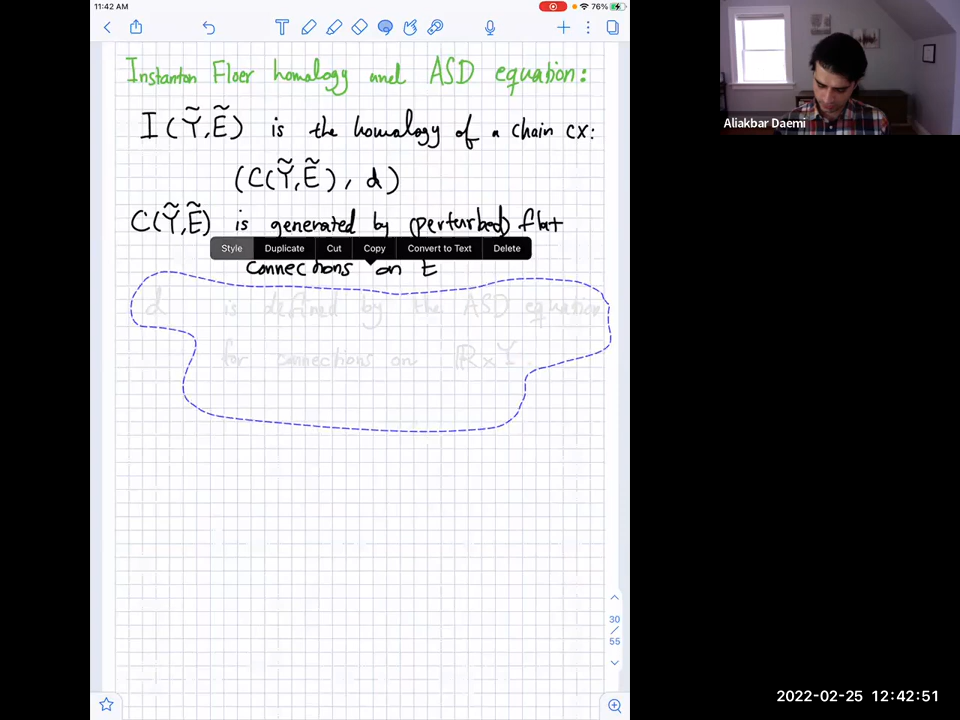 11:42 AM
76%
Instanton Floer homology and ASD equation:
I(Ỹ,Ẽ) is the homology of a chain cx:
(C(Ỹ,Ẽ), d)
C(Ỹ,Ẽ) is generated by (perturbed) flat
Style Duplicate Cut Copy Convert to Text Delete
connections on Ẽ
d is defined by the ASD equation
for connections on ℝ×Y.
30
/
55
Aliakbar Daemi
2022-02-25 12:42:51